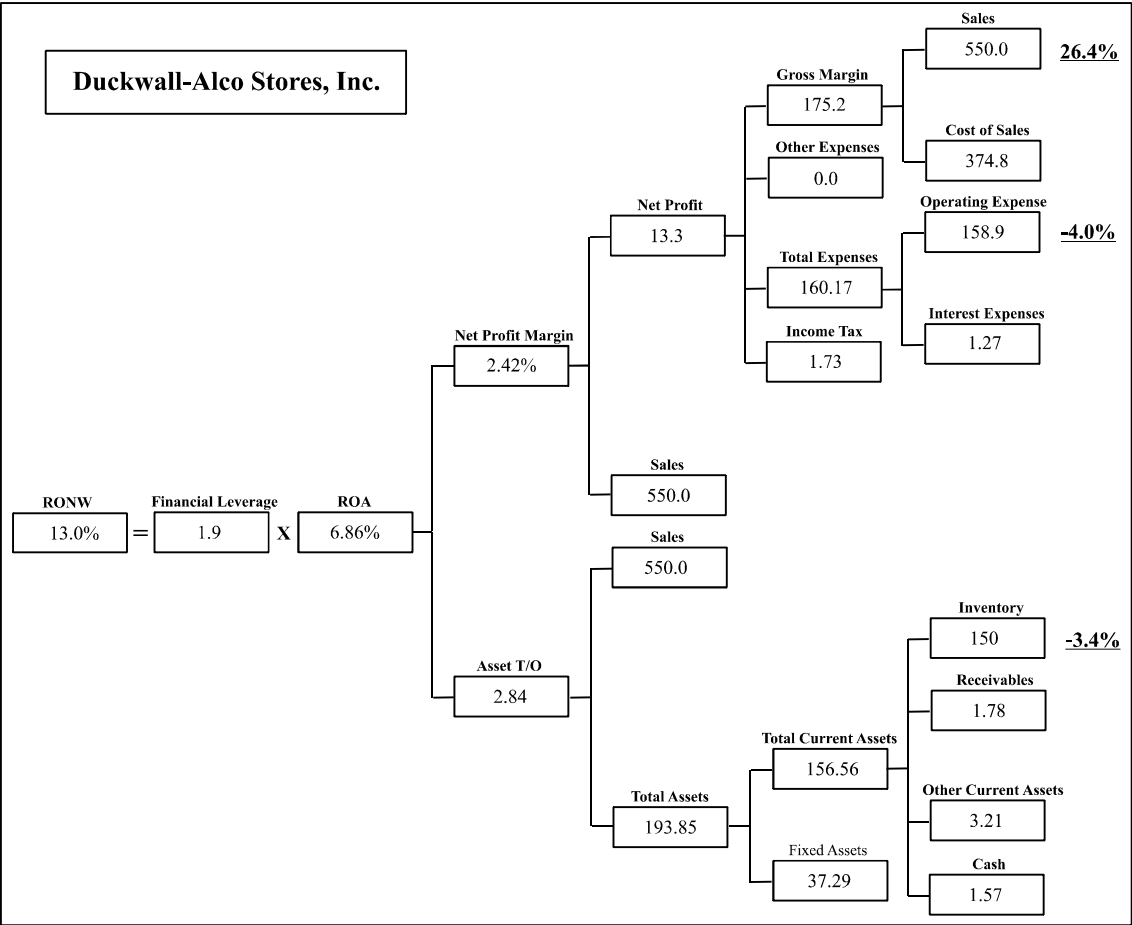 Duckwall-Alco Stores, Inc.
Sales
550.0
26.4%
Gross Margin
175.2
Cost of Sales
374.8
Other Expenses
0.0
Net Profit
13.3
Operating Expense
158.9
-4.0%
Total Expenses
160.17
Interest Expenses
1.27
Income Tax
1.73
Net Profit Margin
2.42%
Sales
550.0
RONW
13.0%
=
Financial Leverage
1.9
X
ROA
6.86%
Sales
550.0
Asset T/O
2.84
Inventory
150
-3.4%
Receivables
1.78
Total Current Assets
156.56
Other Current Assets
3.21
Total Assets
193.85
Fixed Assets
37.29
Cash
1.57